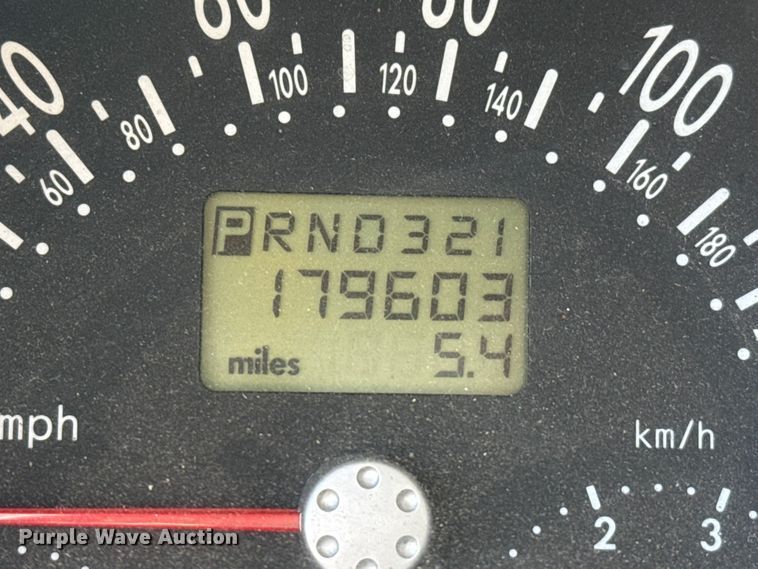 40 60 80 100
60 80 100 120 140 160 180
PRND321
179603
miles 5.4
mph km/h
2 3
Purple Wave Auction